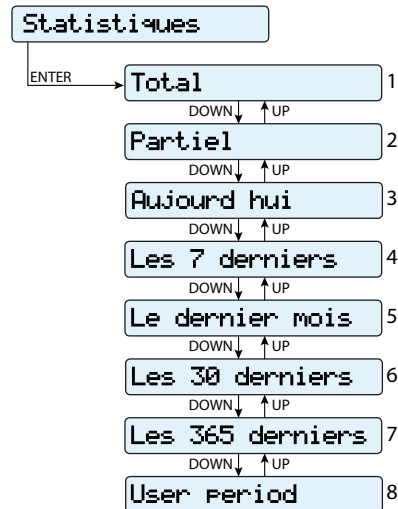 Statistiques
ENTER
Total 1
DOWN UP
Partiel 2
DOWN UP
Aujourd hui 3
DOWN UP
Les 7 derniers 4
DOWN UP
Le dernier mois 5
DOWN UP
Les 30 derniers 6
DOWN UP
Les 365 derniers 7
DOWN UP
User period 8